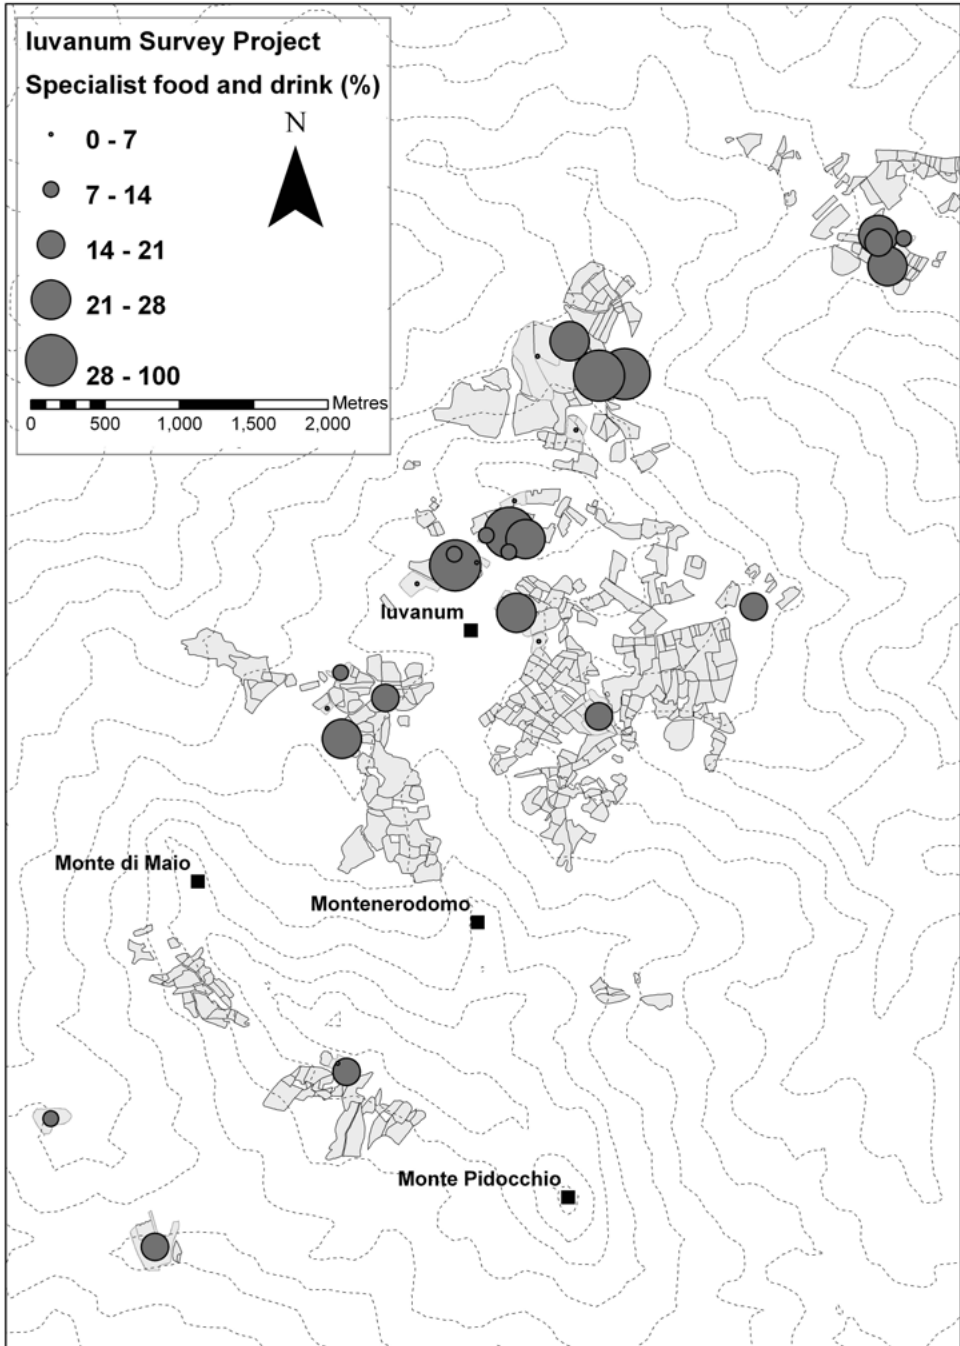 Iuvanum Survey Project
Specialist food and drink (%)
N
0 - 7
7 - 14
14 - 21
21 - 28
28 - 100
Metres
0 500 1,000 1,500 2,000
Iuvanum
Monte di Maio
Montenerodomo
Monte Pidocchio